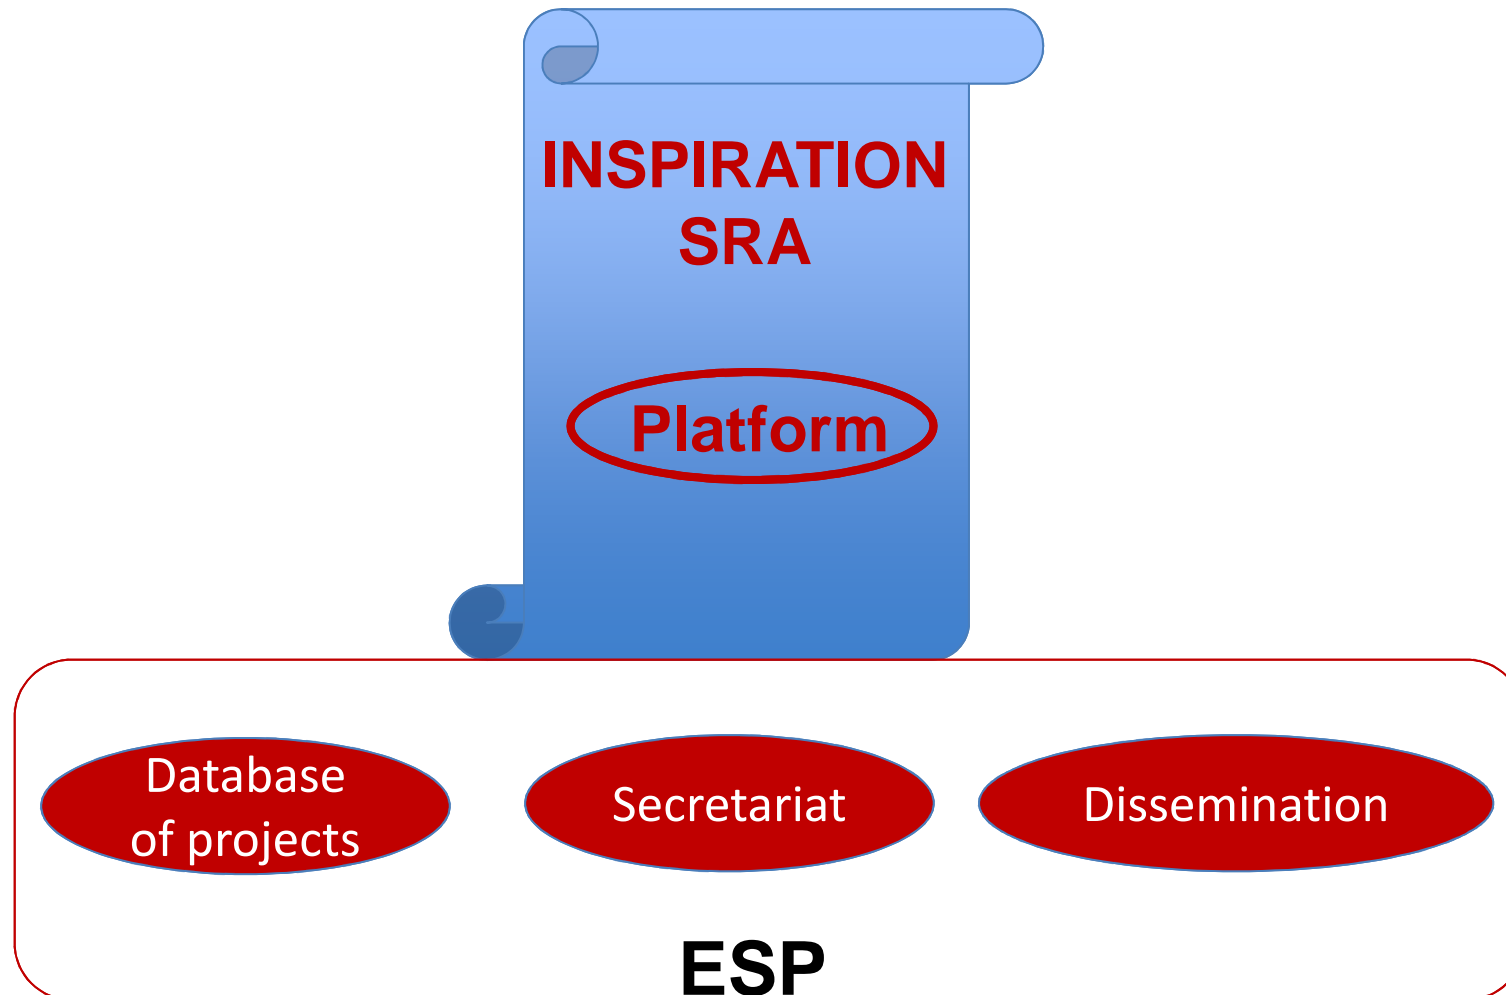 INSPIRATION
SRA
Platform
Database
of projects
Secretariat
Dissemination
ESP